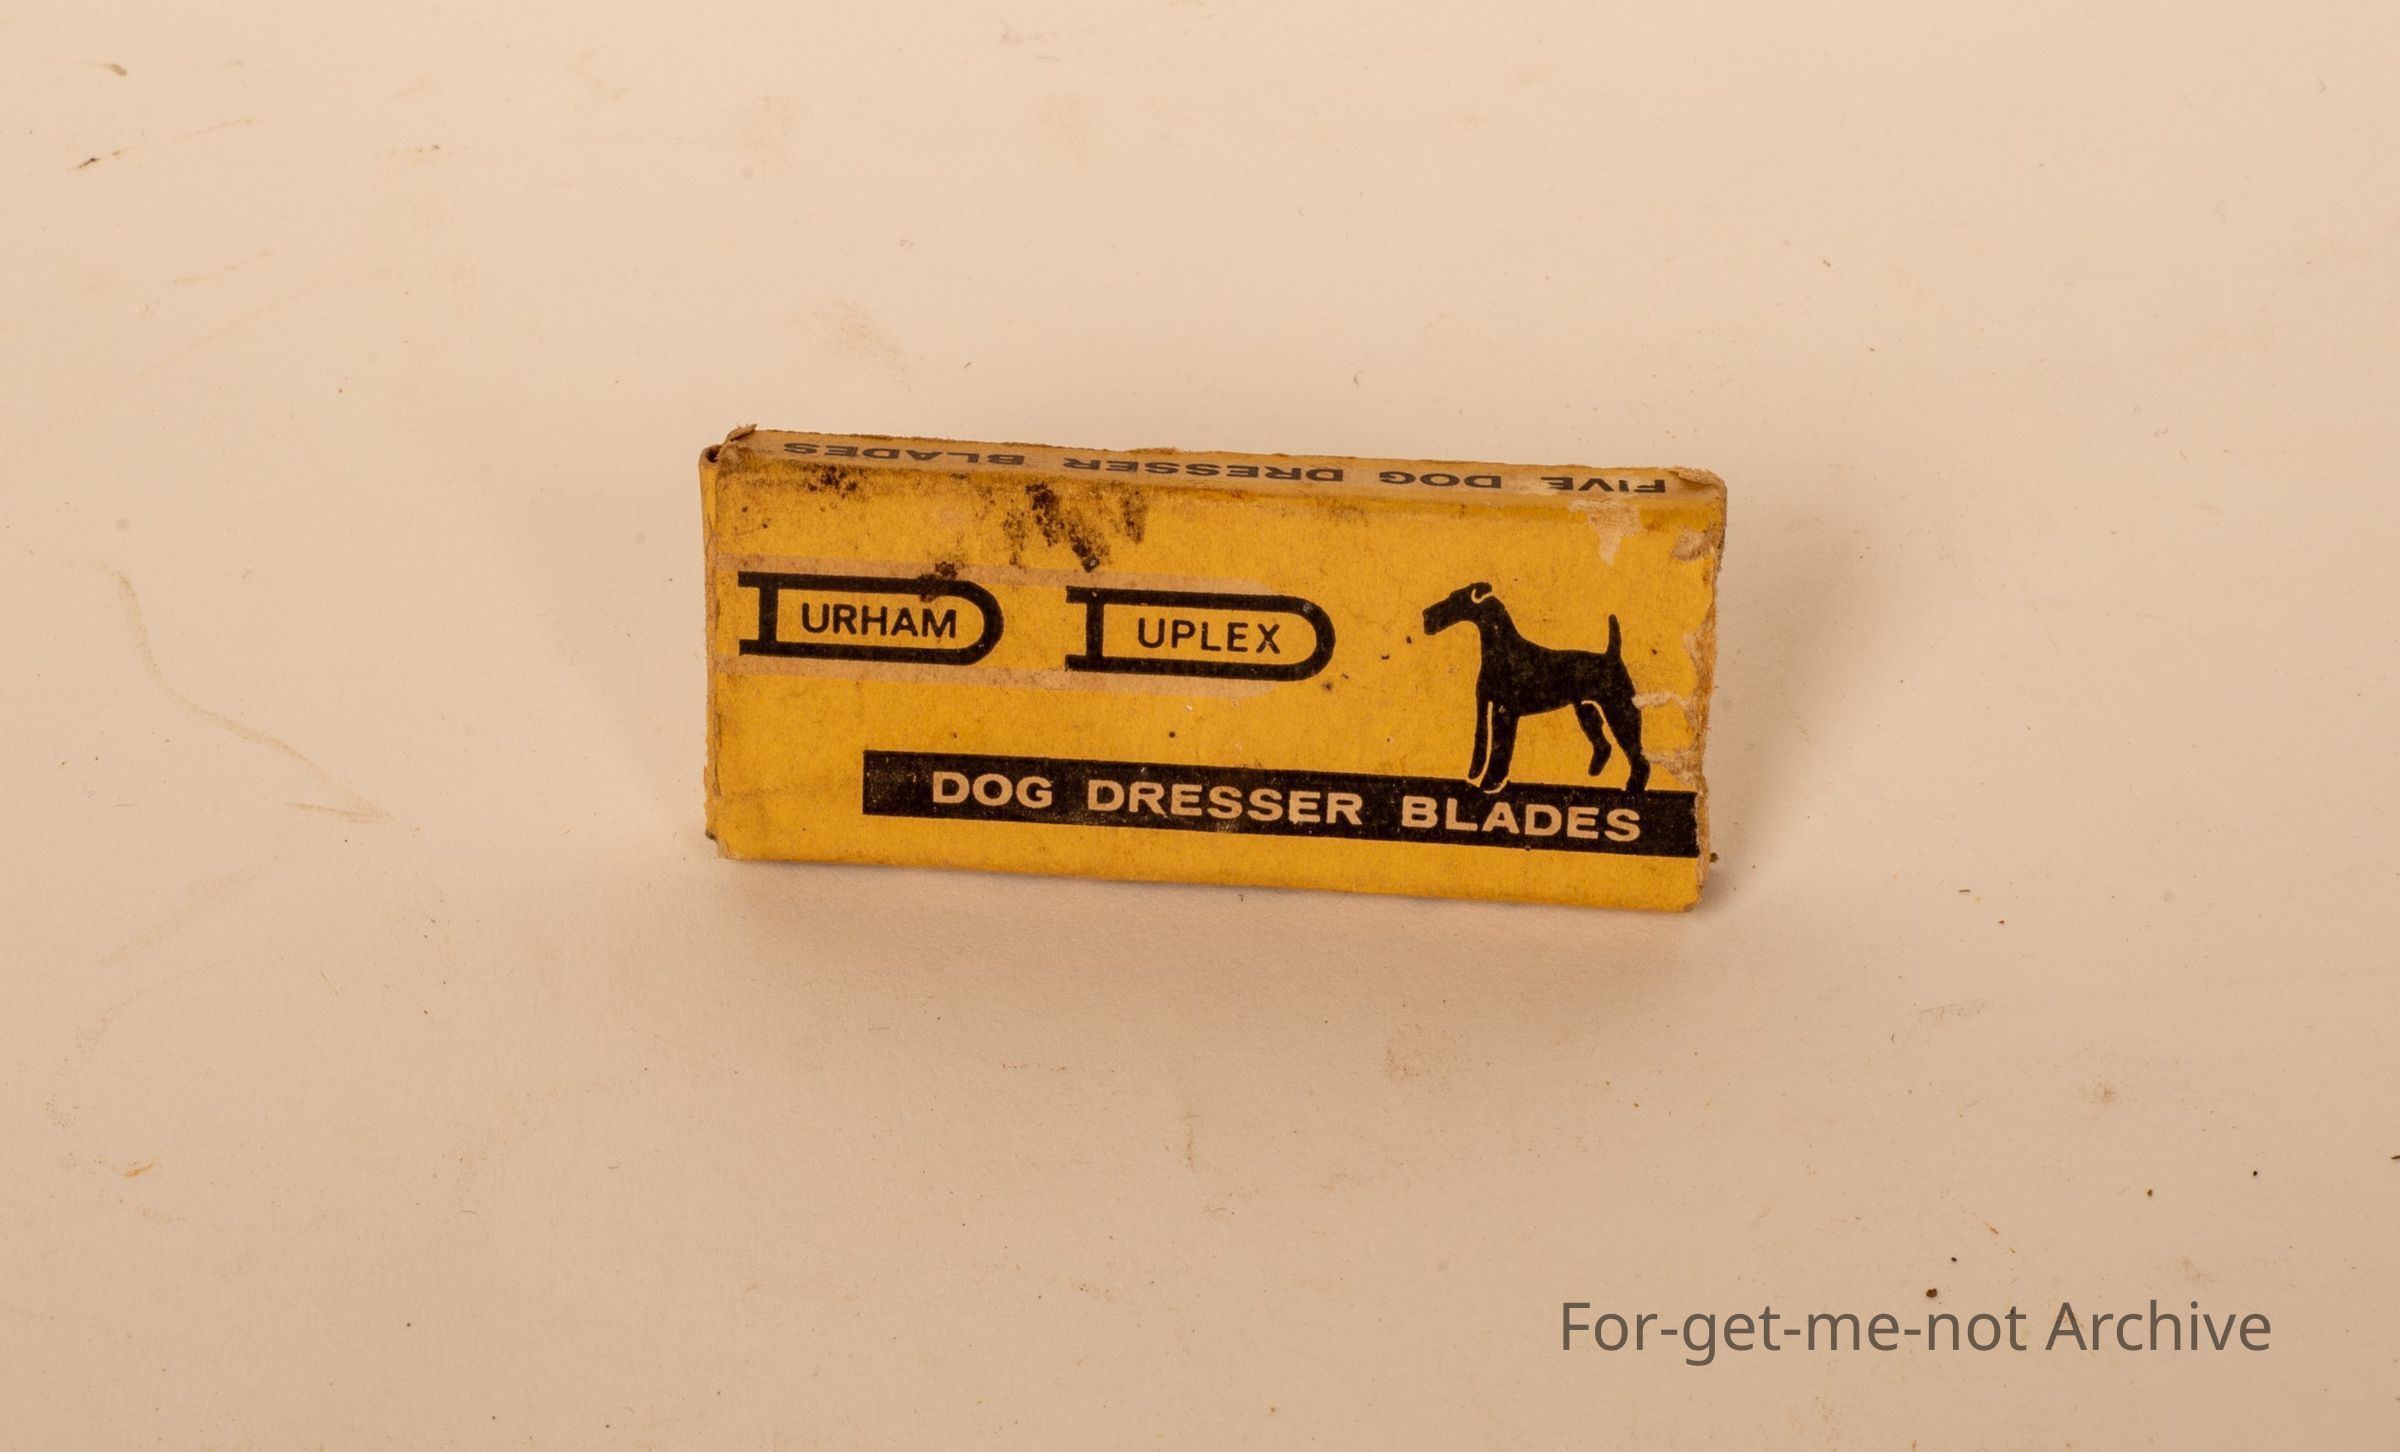 FIVE DOG DRESSER BLADES
DURHAM DUPLEX
DOG DRESSER BLADES
For-get-me-not Archive